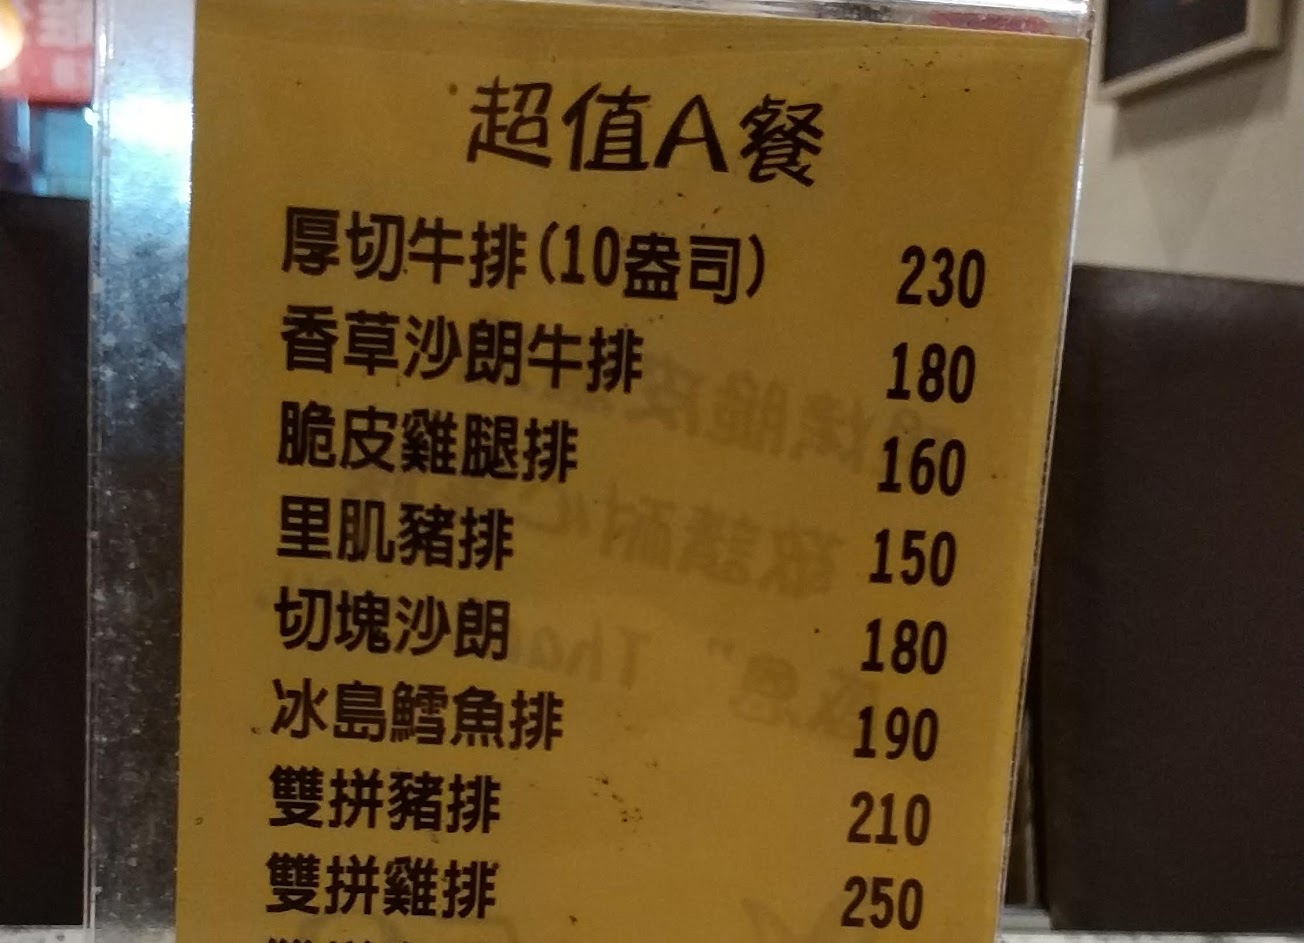 超值A餐
厚切牛排(10盎司) 230
香草沙朗牛排 180
脆皮雞腿排 160
里肌豬排 150
切塊沙朗 180
冰島鱈魚排 190
雙拼豬排 210
雙拼雞排 250